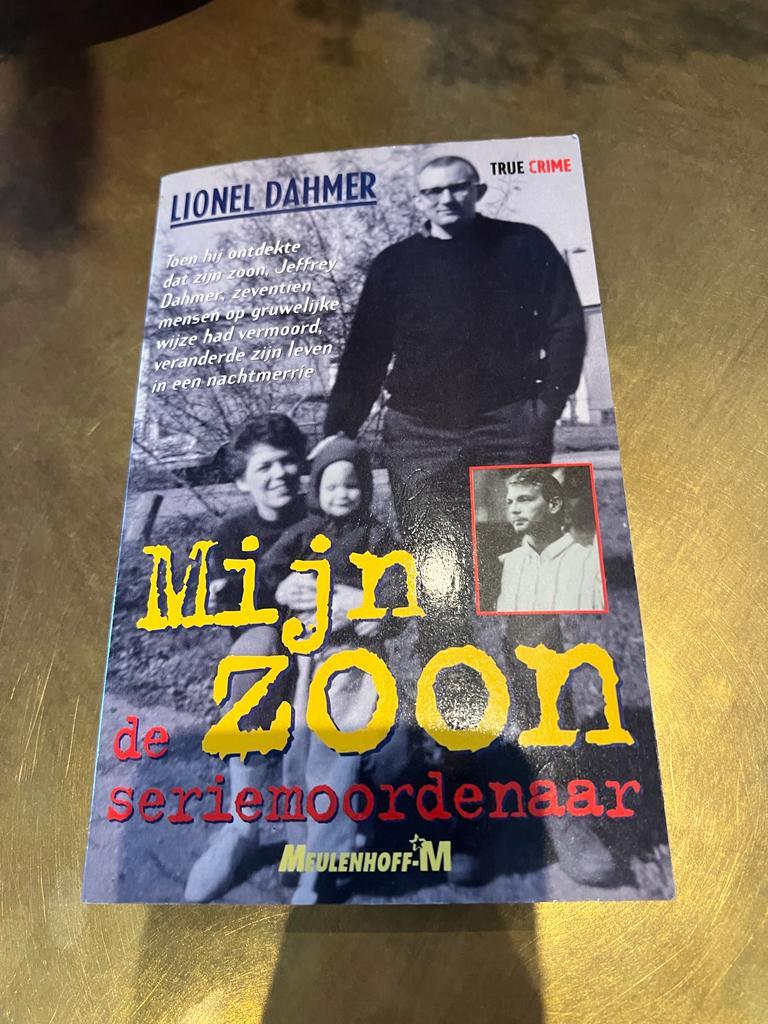 LIONEL DAHMER
TRUE CRIME
Toen hij ontdekte
dat zijn zoon, Jeffrey
Dahmer, zeventien
mensen op gruwelijke
wijze had vermoord,
veranderde zijn leven
in een nachtmerrie
Mijn
de zoon
seriemoordenaar
MEULENHOFF-M